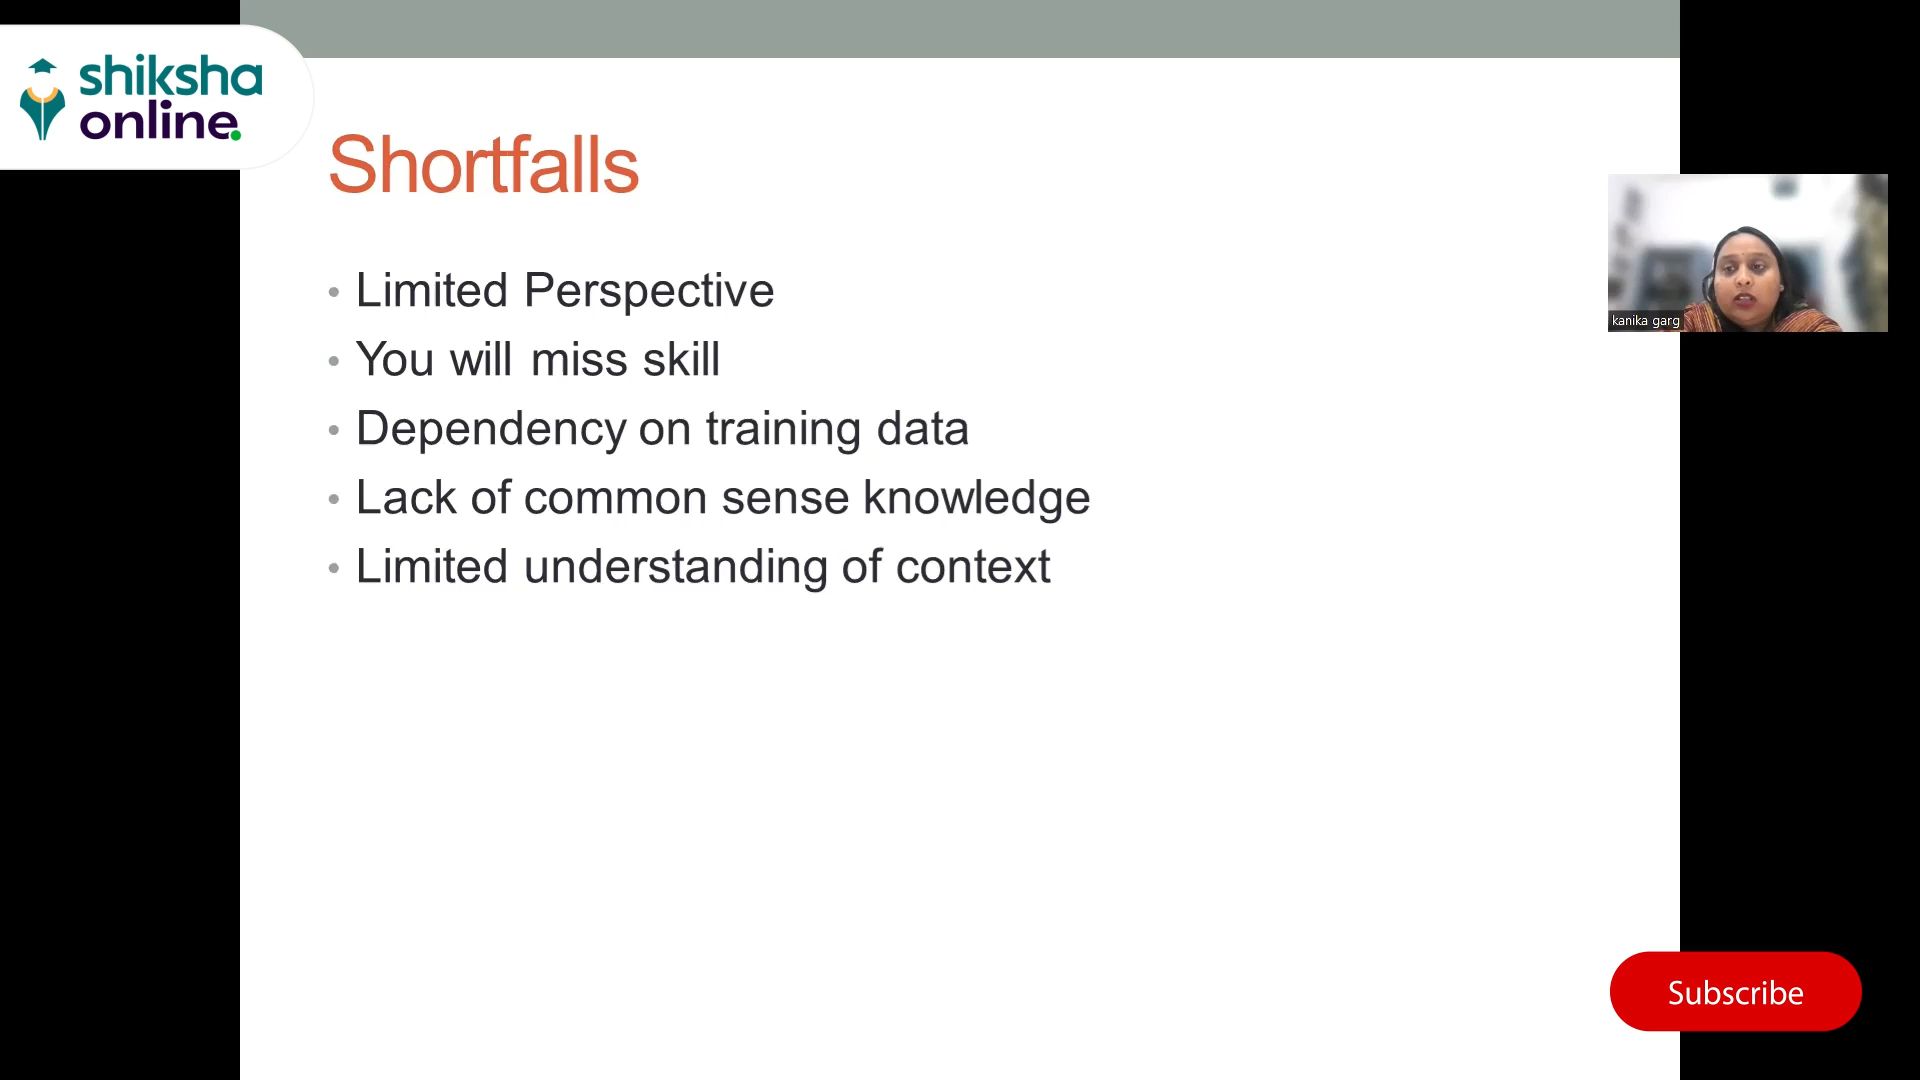 shiksha
online
Shortfalls
• Limited Perspective
• You will miss skill
• Dependency on training data
• Lack of common sense knowledge
• Limited understanding of context
kanika garg
Subscribe